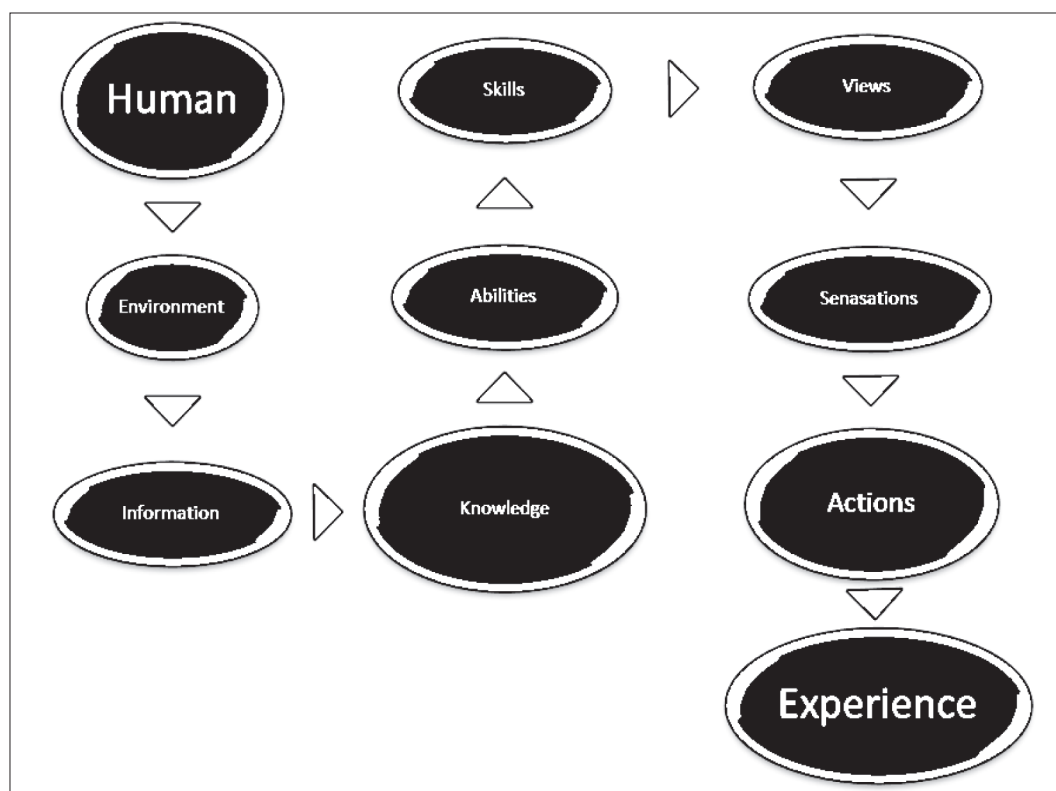 Human
Environment
Information
Knowledge
Abilities
Skills
Views
Senasations
Actions
Experience